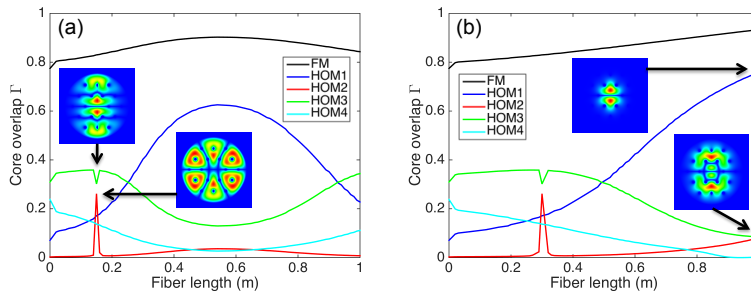 (a)
1
0.8
0.6
0.4
0.2
0
Core overlap Γ
FM
HOM1
HOM2
HOM3
HOM4
0 0.2 0.4 0.6 0.8 1
Fiber length (m)
(b)
1
0.8
0.6
0.4
0.2
0
Core overlap Γ
FM
HOM1
HOM2
HOM3
HOM4
0 0.2 0.4 0.6 0.8
Fiber length (m)